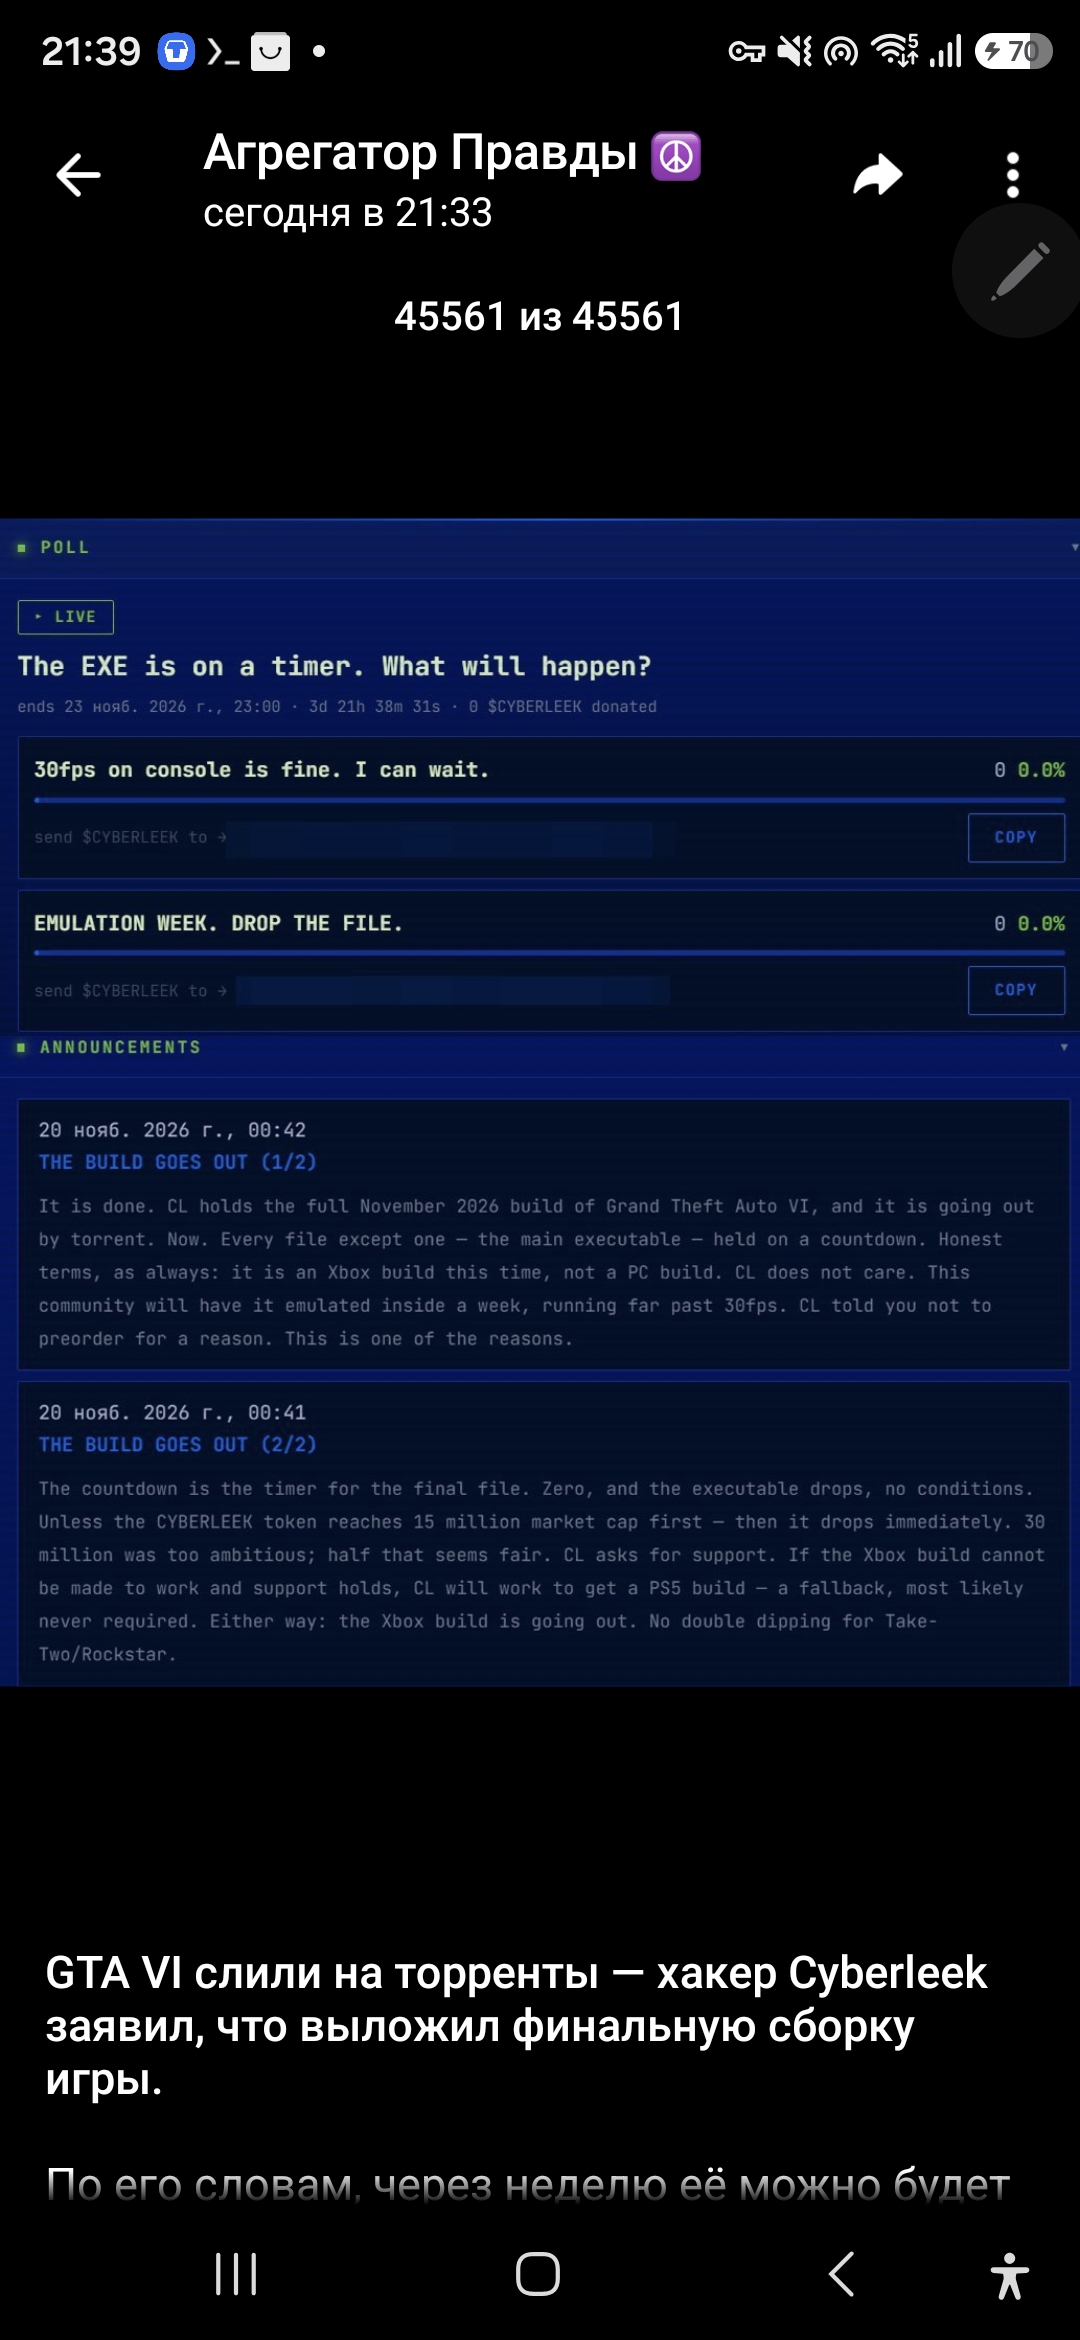 21:39
5
70
Агрегатор Правды
сегодня в 21:33
45561 из 45561
POLL
LIVE
The EXE is on a timer. What will happen?
ends 23 нояб. 2026 г., 23:00 · 3d 21h 38m 31s · 0 $CYBERLEEK donated
30fps on console is fine. I can wait.
0 0.0%
send $CYBERLEEK to →
COPY
EMULATION WEEK. DROP THE FILE.
0 0.0%
send $CYBERLEEK to →
COPY
ANNOUNCEMENTS
20 нояб. 2026 г., 00:42
THE BUILD GOES OUT (1/2)
It is done. CL holds the full November 2026 build of Grand Theft Auto VI, and it is going out
by torrent. Now. Every file except one — the main executable — held on a countdown. Honest
terms, as always: it is an Xbox build this time, not a PC build. CL does not care. This
community will have it emulated inside a week, running far past 30fps. CL told you not to
preorder for a reason. This is one of the reasons.
20 нояб. 2026 г., 00:41
THE BUILD GOES OUT (2/2)
The countdown is the timer for the final file. Zero, and the executable drops, no conditions.
Unless the CYBERLEEK token reaches 15 million market cap first — then it drops immediately. 30
million was too ambitious; half that seems fair. CL asks for support. If the Xbox build cannot
be made to work and support holds, CL will work to get a PS5 build — a fallback, most likely
never required. Either way: the Xbox build is going out. No double dipping for Take-
Two/Rockstar.
GTA VI слили на торренты — хакер Cyberleek
заявил, что выложил финальную сборку
игры.
По его словам, через неделю её можно будет